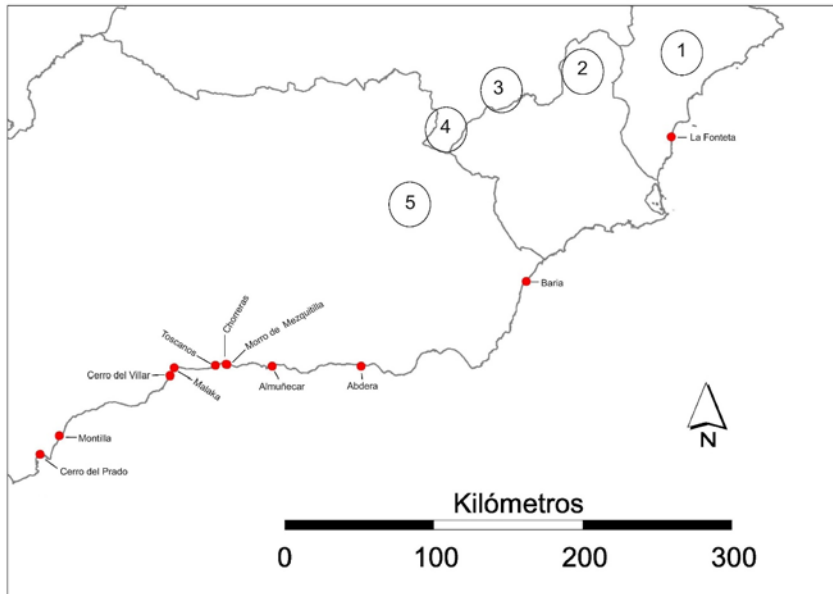 1
2
3
4
5
La Fonteta
Baria
Chorreras
Morro de Mezquitilla
Toscanos
Cerro del Villar
Malaka
Almuñecar
Abdera
Montilla
Cerro del Prado
N
Kilómetros
0 100 200 300